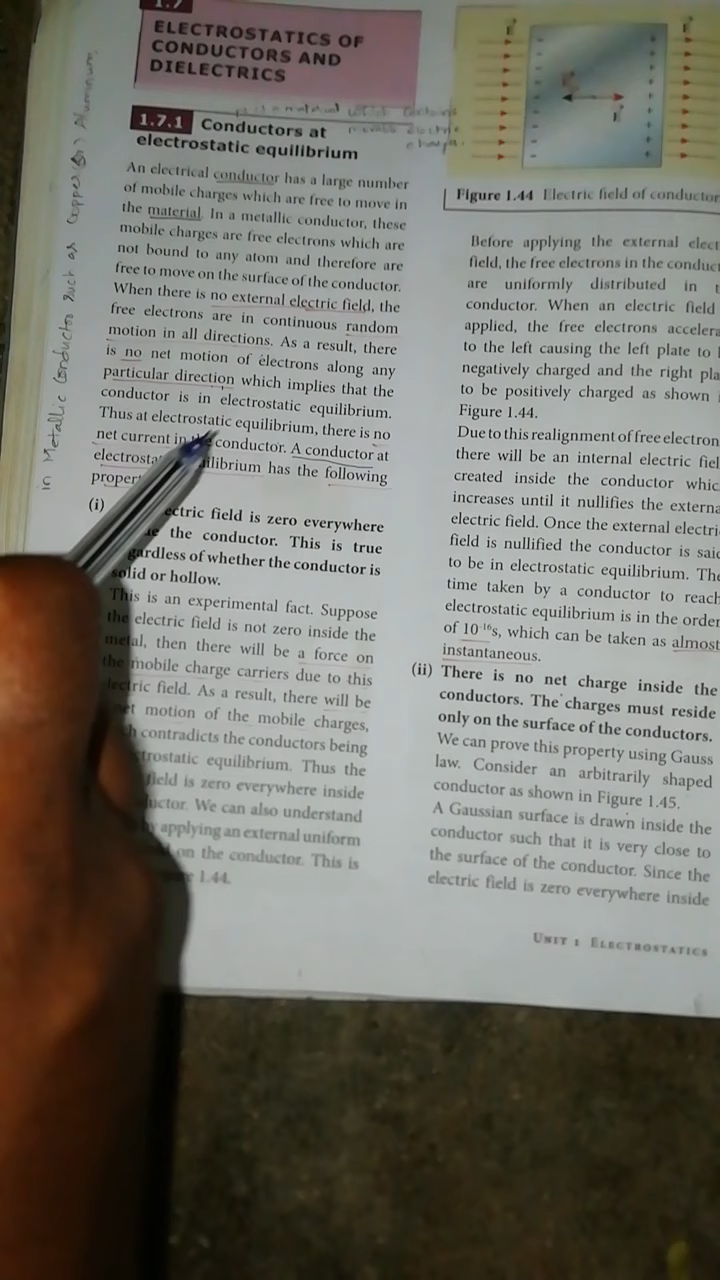 1.7
ELECTROSTATICS OF
CONDUCTORS AND
DIELECTRICS
1.7.1 Conductors at
electrostatic equilibrium
An electrical conductor has a large number
of mobile charges which are free to move in
the material. In a metallic conductor, these
mobile charges are free electrons which are
not bound to any atom and therefore are
free to move on the surface of the conductor.
When there is no external electric field, the
free electrons are in continuous random
motion in all directions. As a result, there
is no net motion of electrons along any
particular direction which implies that the
conductor is in electrostatic equilibrium.
Thus at electrostatic equilibrium, there is no
net current in conductor. A conductor at
has the following
(i)
field is zero everywhere
the conductor. This is true
whether the conductor is
solid or hollow.
This is an experimental fact. Suppose
the electric field is not zero inside the
metal, then there will be a force on
the mobile charge carriers due to this
electric field. As a result, there will be
net motion of the mobile charges,
contradicts the conductors being
equilibrium. Thus the
field is zero everywhere inside
We can also understand
by applying an external uniform
on the conductor. This is
1.44.
in Metallic Conductor such as Copper (or) Aluminum
E E
- +
Figure 1.44 Electric field of conductor
Before applying the external
field, the free electrons in the
are uniformly distributed in
conductor. When an electric field
applied, the free electrons
to the left causing the left plate to
negatively charged and the right
to be positively charged as shown
Figure 1.44.
Due to this realignment of free
there will be an internal electric
created inside the conductor
increases until it nullifies the
electric field. Once the external
field is nullified the conductor is said
to be in electrostatic equilibrium. The
time taken by a conductor to reach
electrostatic equilibrium is in the order
of 10⁻¹⁶s, which can be taken as almost
instantaneous.
(ii) There is no net charge inside the
conductors. The charges must reside
only on the surface of the conductors.
We can prove this property using Gauss
law. Consider an arbitrarily shaped
conductor as shown in Figure 1.45.
A Gaussian surface is drawn inside the
conductor such that it is very close to
the surface of the conductor. Since the
electric field is zero everywhere inside
UNIT 1 ELECTROSTATICS